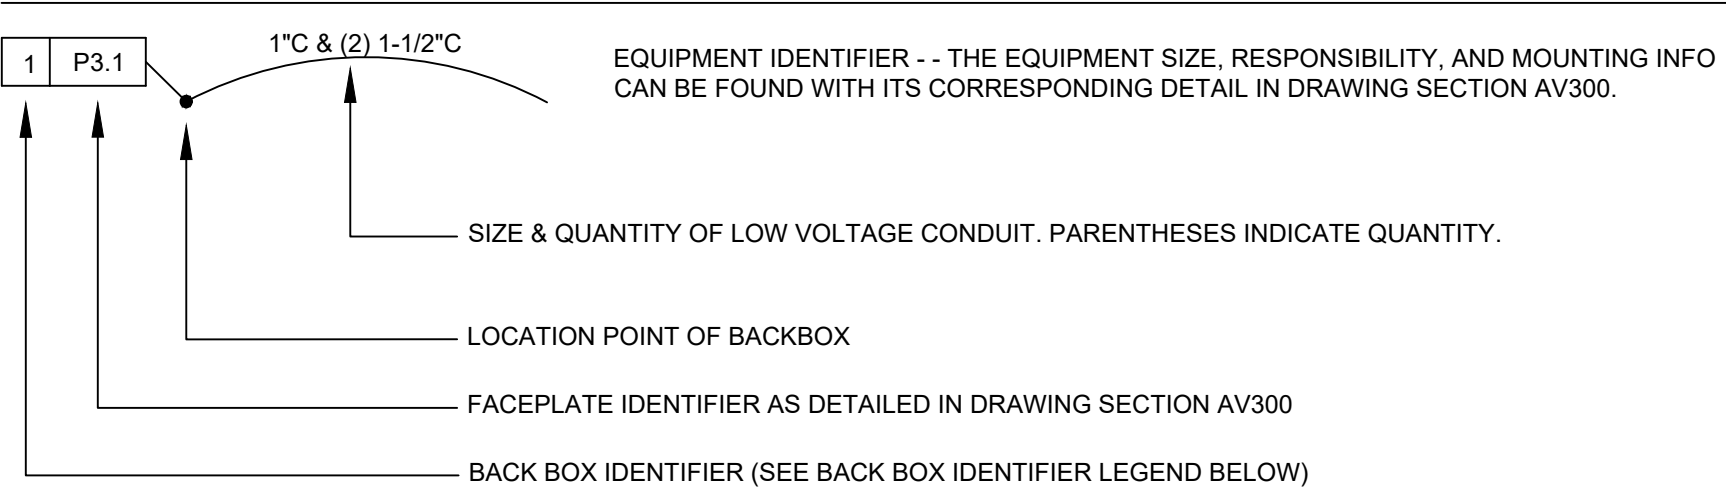 1 P3.1
1"C & (2) 1-1/2"C
EQUIPMENT IDENTIFIER - - THE EQUIPMENT SIZE, RESPONSIBILITY, AND MOUNTING INFO
CAN BE FOUND WITH ITS CORRESPONDING DETAIL IN DRAWING SECTION AV300.
SIZE & QUANTITY OF LOW VOLTAGE CONDUIT. PARENTHESES INDICATE QUANTITY.
LOCATION POINT OF BACKBOX
FACEPLATE IDENTIFIER AS DETAILED IN DRAWING SECTION AV300
BACK BOX IDENTIFIER (SEE BACK BOX IDENTIFIER LEGEND BELOW)